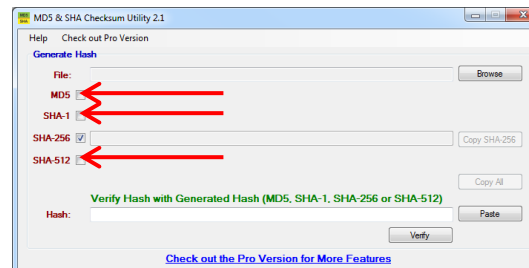 MD5 & SHA Checksum Utility 2.1
Help Check out Pro Version
Generate Hash
File: Browse
MD5
SHA-1
SHA-256 Copy SHA-256
SHA-512
Copy All
Verify Hash with Generated Hash (MD5, SHA-1, SHA-256 or SHA-512)
Hash: Paste
Verify
Check out the Pro Version for More Features